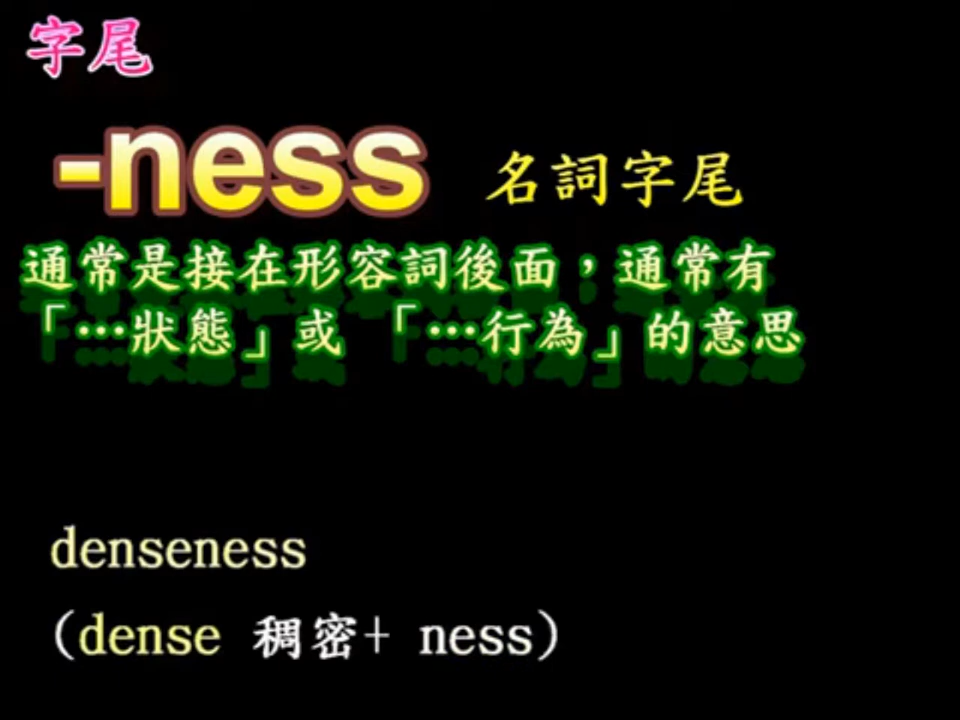 字尾
-ness 名詞字尾
通常是接在形容詞後面，通常有
「…狀態」或 「…行為」的意思
denseness
(dense 稠密+ ness)